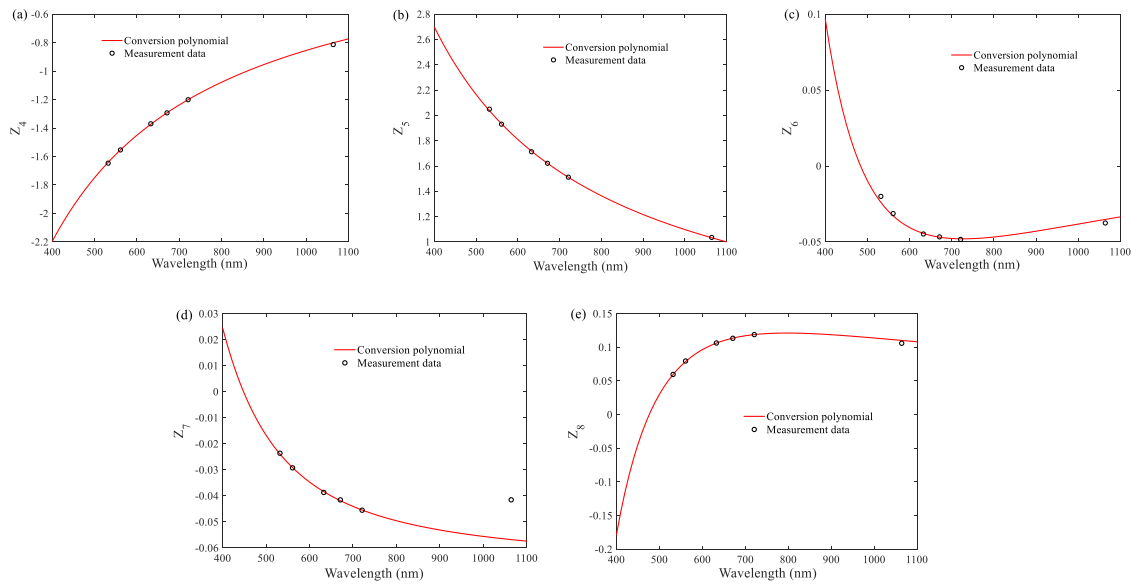 (a)
-0.6
-0.8
-1
-1.2
-1.4
-1.6
-1.8
-2
-2.2
Z4
400 500 600 700 800 900 1000 1100
Wavelength (nm)
Conversion polynomial
Measurement data
(b)
2.8
2.6
2.4
2.2
2
1.8
1.6
1.4
1.2
1
Z5
400 500 600 700 800 900 1000 1100
Wavelength (nm)
Conversion polynomial
Measurement data
(c)
0.1
0.05
0
-0.05
Z6
400 500 600 700 800 900 1000 1100
Wavelength (nm)
Conversion polynomial
Measurement data
(d)
0.03
0.02
0.01
0
-0.01
-0.02
-0.03
-0.04
-0.05
-0.06
Z7
400 500 600 700 800 900 1000 1100
Wavelength (nm)
Conversion polynomial
Measurement data
(e)
0.15
0.1
0.05
0
-0.05
-0.1
-0.15
-0.2
Z8
400 500 600 700 800 900 1000 1100
Wavelength (nm)
Conversion polynomial
Measurement data